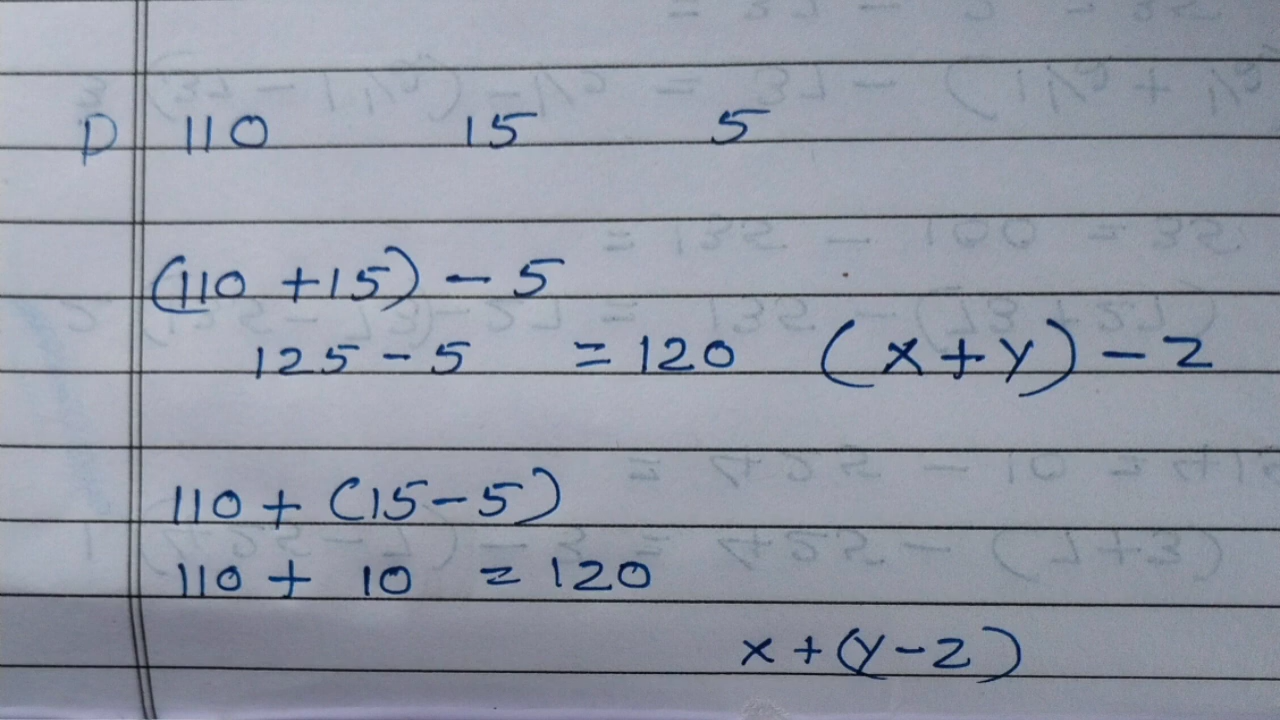 D 110 15 5
(110 + 15) - 5
125 - 5 = 120 (x + y) - z
110 + (15 - 5)
110 + 10 = 120
x + (y - z)